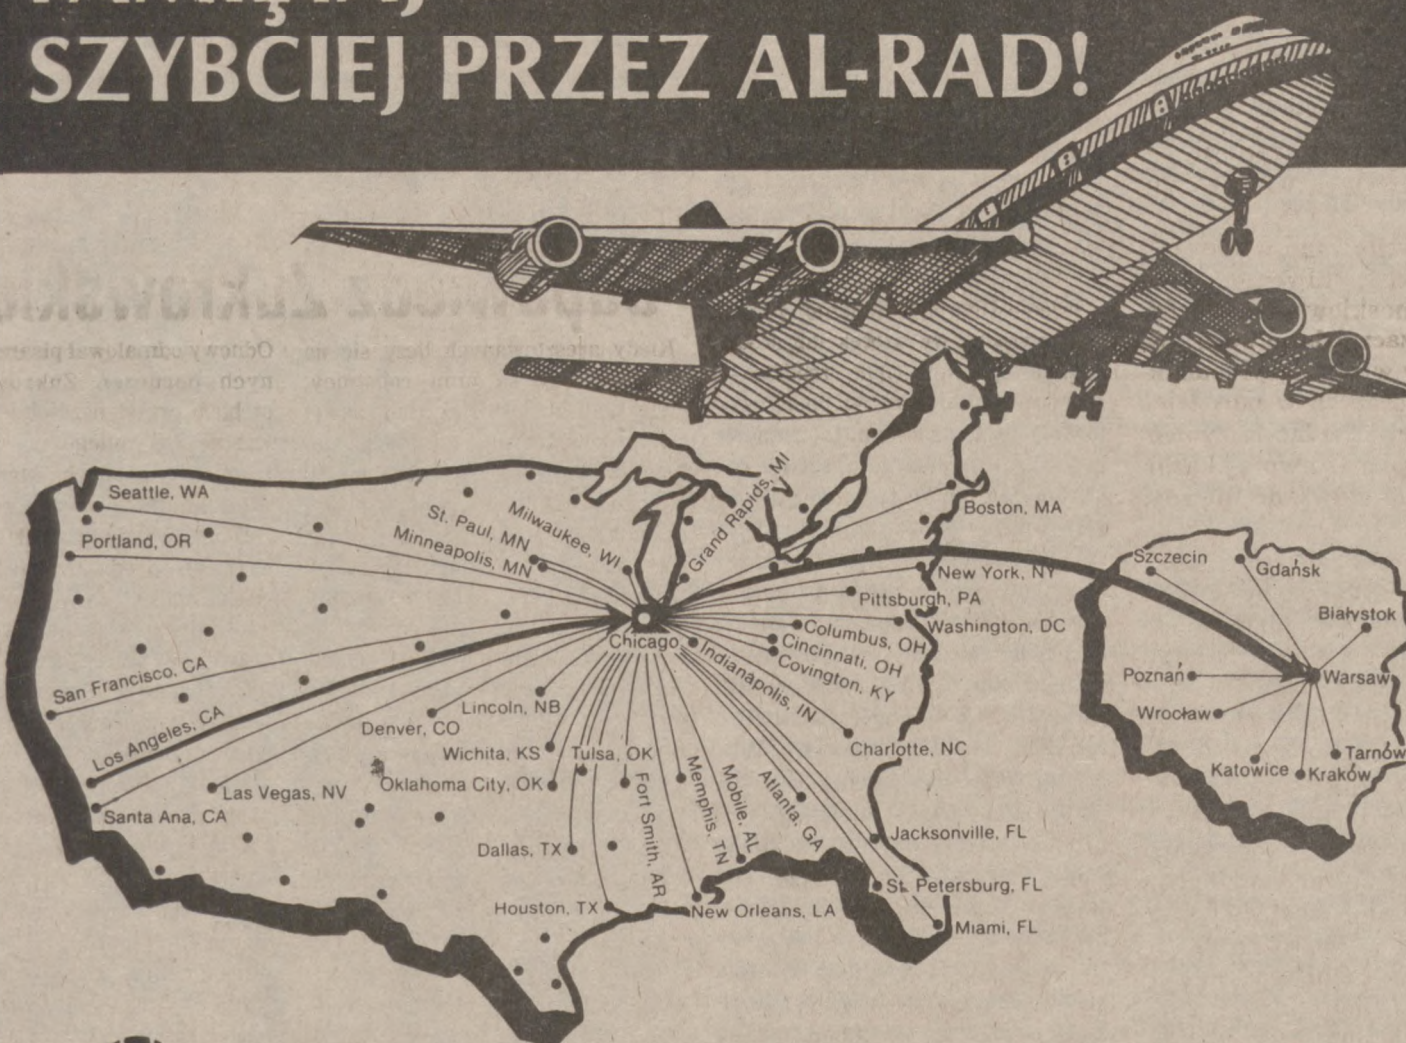 SZYBCIEJ PRZEZ AL-RAD!
Seattle, WA
Portland, OR
St. Paul, MN
Minneapolis, MN
Milwaukee, WI
Grand Rapids, MI
Boston, MA
New York, NY
Pittsburgh, PA
Washington, DC
Columbus, OH
Cincinnati, OH
Covington, KY
Indianapolis, IN
Chicago
San Francisco, CA
Los Angeles, CA
Santa Ana, CA
Las Vegas, NV
Denver, CO
Lincoln, NB
Wichita, KS
Tulsa, OK
Oklahoma City, OK
Dallas, TX
Houston, TX
Fort Smith, AR
Memphis, TN
Mobile, AL
Atlanta, GA
New Orleans, LA
Charlotte, NC
Jacksonville, FL
St. Petersburg, FL
Miami, FL
Szczecin
Gdańsk
Białystok
Poznań
Warsaw
Wrocław
Katowice
Kraków
Tarnów